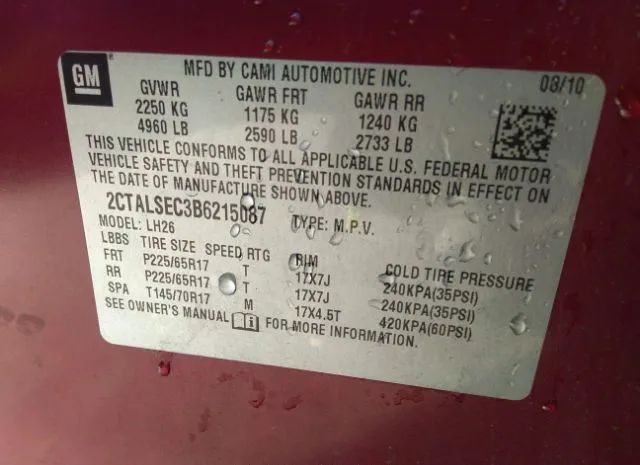 GM
MFD BY CAMI AUTOMOTIVE INC.
08/10
GVWR GAWR FRT GAWR RR
2250 KG 1175 KG 1240 KG
4960 LB 2590 LB 2733 LB
THIS VEHICLE CONFORMS TO ALL APPLICABLE U.S. FEDERAL MOTOR
VEHICLE SAFETY AND THEFT PREVENTION STANDARDS IN EFFECT ON
THE DATE OF MANUFACTURE SHOWN ABOVE.
2CTALSEC3B6215087 TYPE: M.P.V.
MODEL: LH26
LBBS TIRE SIZE SPEED RTG RIM COLD TIRE PRESSURE
FRT P225/65R17 T 17X7J 240KPA(35PSI)
RR P225/65R17 T 17X7J 240KPA(35PSI)
SPA T145/70R17 M 17X4.5T 420KPA(60PSI)
SEE OWNER'S MANUAL FOR MORE INFORMATION.